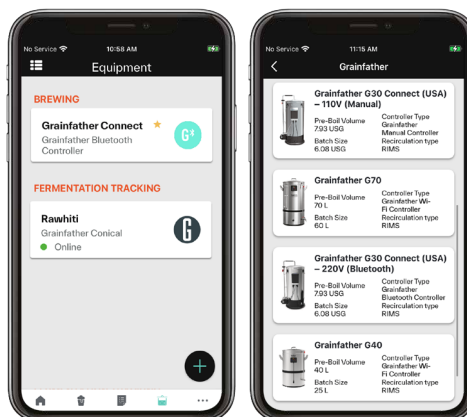 No Service
10:58 AM
Equipment
BREWING
Grainfather Connect
Grainfather Bluetooth
Controller
G
FERMENTATION TRACKING
Rawhiti
Grainfather Conical
Online
G
+
No Service
11:15 AM
Grainfather
Grainfather G30 Connect (USA)
– 110V (Manual)
Pre-Boil Volume
7.93 USG
Batch Size
6.08 USG
Controller Type
Grainfather
Manual Controller
Recirculation type
RIMS
Grainfather G70
Pre-Boil Volume
70 L
Batch Size
60 L
Controller Type
Grainfather Wi-
Fi Controller
Recirculation type
RIMS
Grainfather G30 Connect (USA)
– 220V (Bluetooth)
Pre-Boil Volume
7.93 USG
Batch Size
6.08 USG
Controller Type
Grainfather
Bluetooth Controller
Recirculation type
RIMS
Grainfather G40
Pre-Boil Volume
40 L
Batch Size
25 L
Controller Type
Grainfather Wi-
Fi Controller
Recirculation type
RIMS